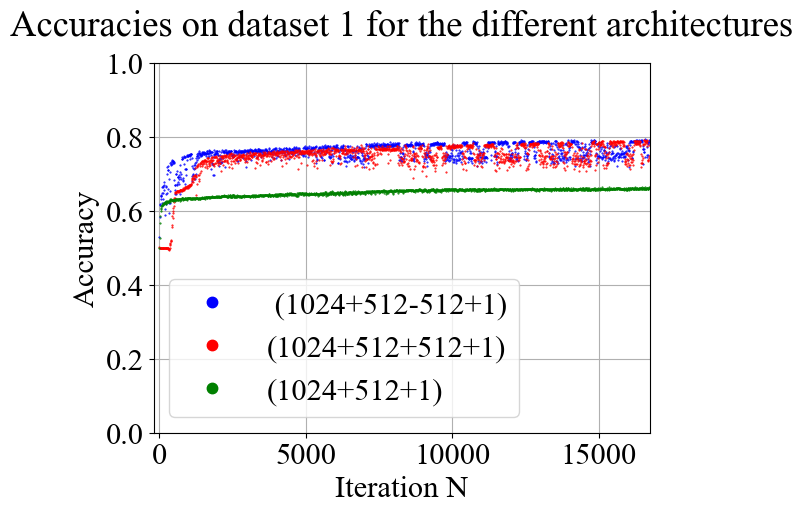 Accuracies on dataset 1 for the different architectures
1.0
0.8
0.6
0.4
0.2
0.0
Accuracy
(1024+512-512+1)
(1024+512+512+1)
(1024+512+1)
0 5000 10000 15000
Iteration N